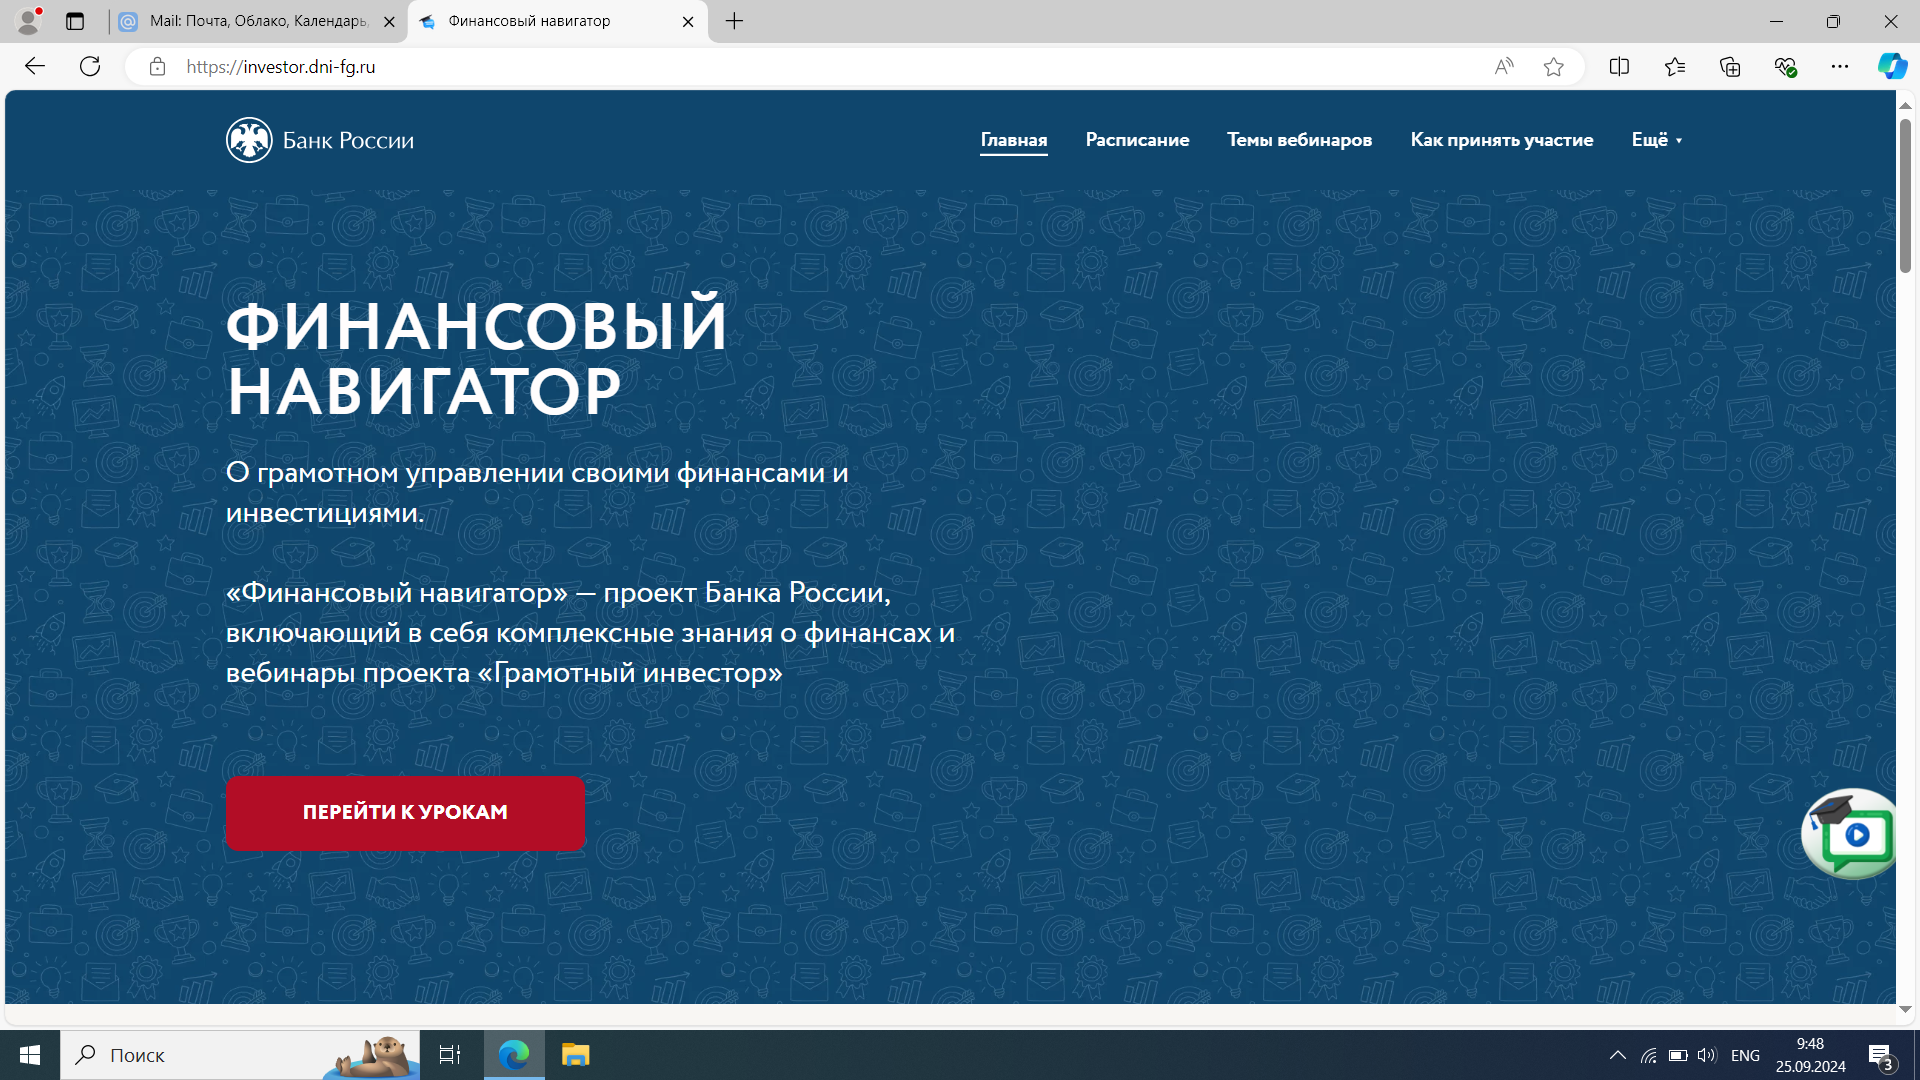 Mail: Почта, Облако, Календарь,
Финансовый навигатор
https://investor.dni-fg.ru
Банк России
Главная
Расписание
Темы вебинаров
Как принять участие
Ещё
ФИНАНСОВЫЙ
НАВИГАТОР
О грамотном управлении своими финансами и
инвестициями.
«Финансовый навигатор» — проект Банка России,
включающий в себя комплексные знания о финансах и
вебинары проекта «Грамотный инвестор»
ПЕРЕЙТИ К УРОКАМ
Поиск
ENG
9:48
25.09.2024
3